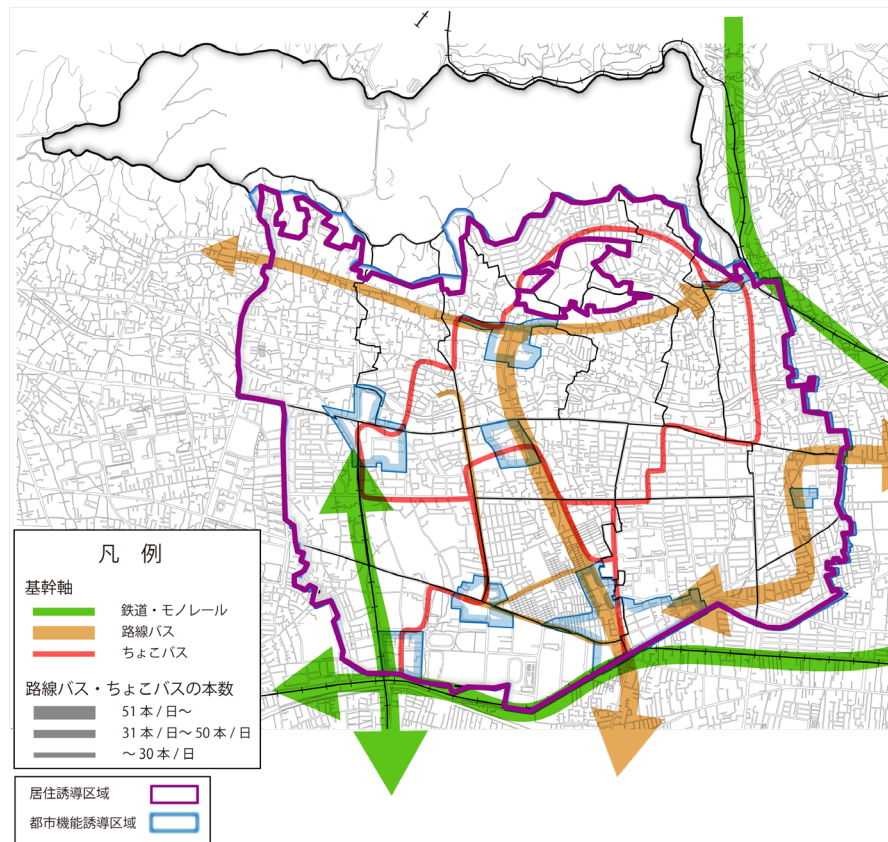 凡 例
基幹軸
鉄道・モノレール
路線バス
ちょこバス
路線バス・ちょこバスの本数
51 本 / 日~
31 本 / 日~ 50 本 / 日
~ 30 本 / 日
居住誘導区域
都市機能誘導区域